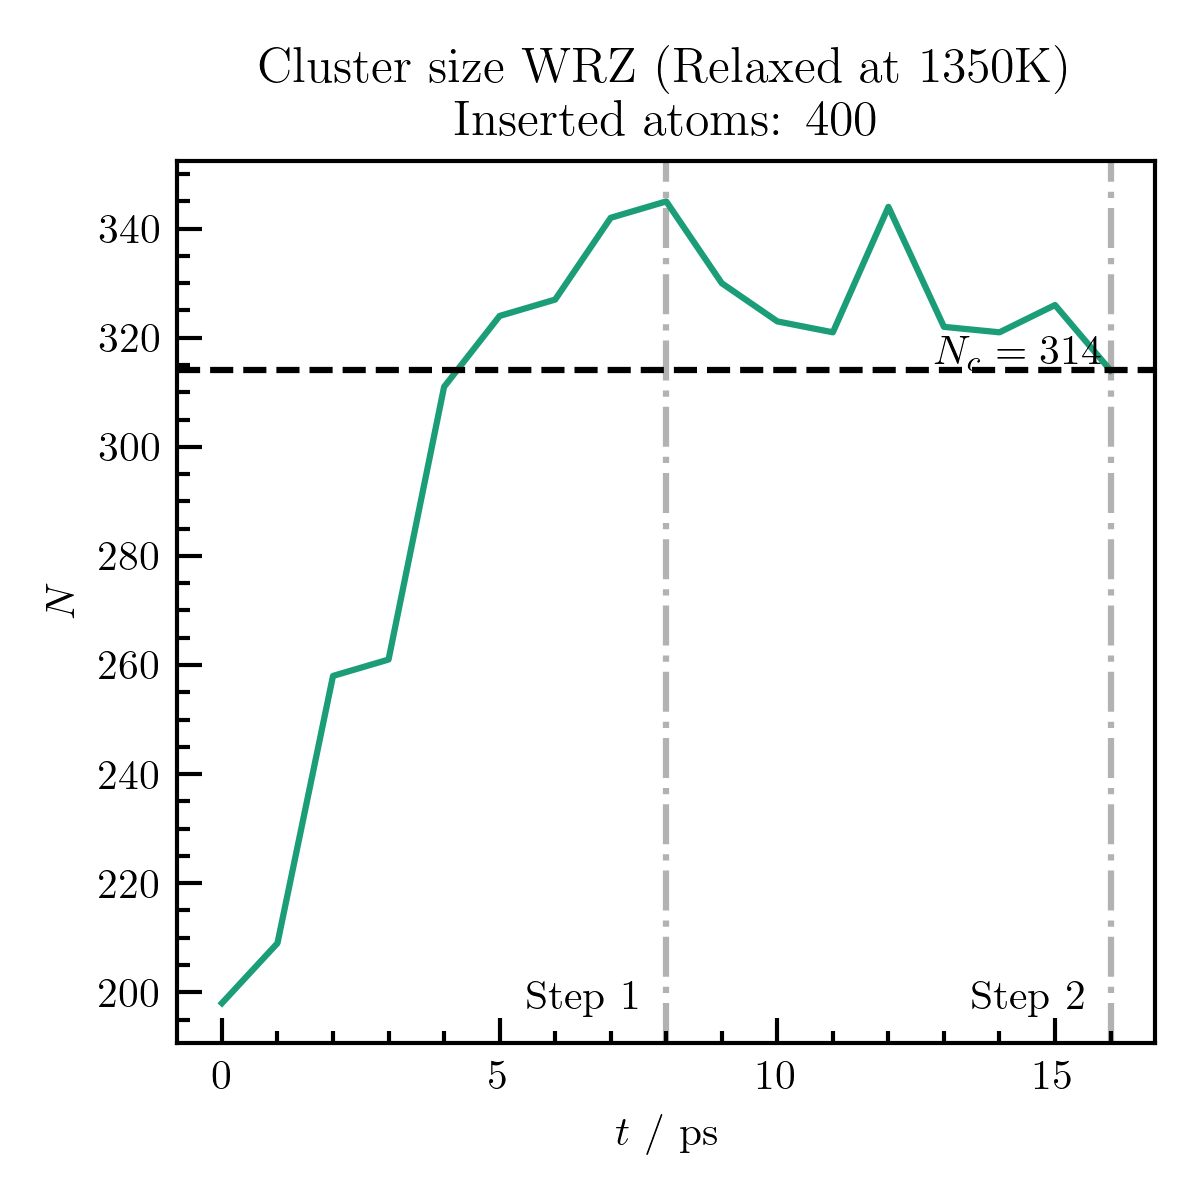 Cluster size WRZ (Relaxed at 1350K)
Inserted atoms: 400
340
320
300
280
260
240
220
200
N
N_c = 314
Step 1
Step 2
0
5
10
15
t / ps